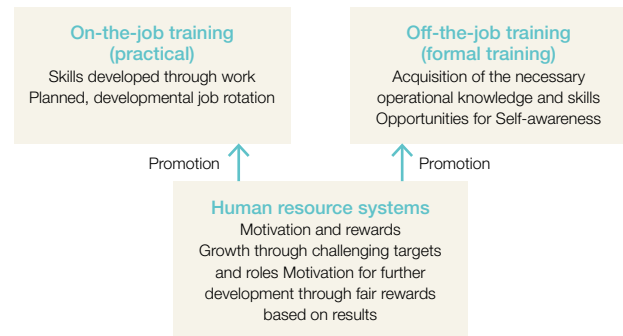 On-the-job training
(practical)
Skills developed through work
Planned, developmental job rotation
Off-the-job training
(formal training)
Acquisition of the necessary
operational knowledge and skills
Opportunities for Self-awareness
Promotion
Promotion
Human resource systems
Motivation and rewards
Growth through challenging targets
and roles Motivation for further
development through fair rewards
based on results